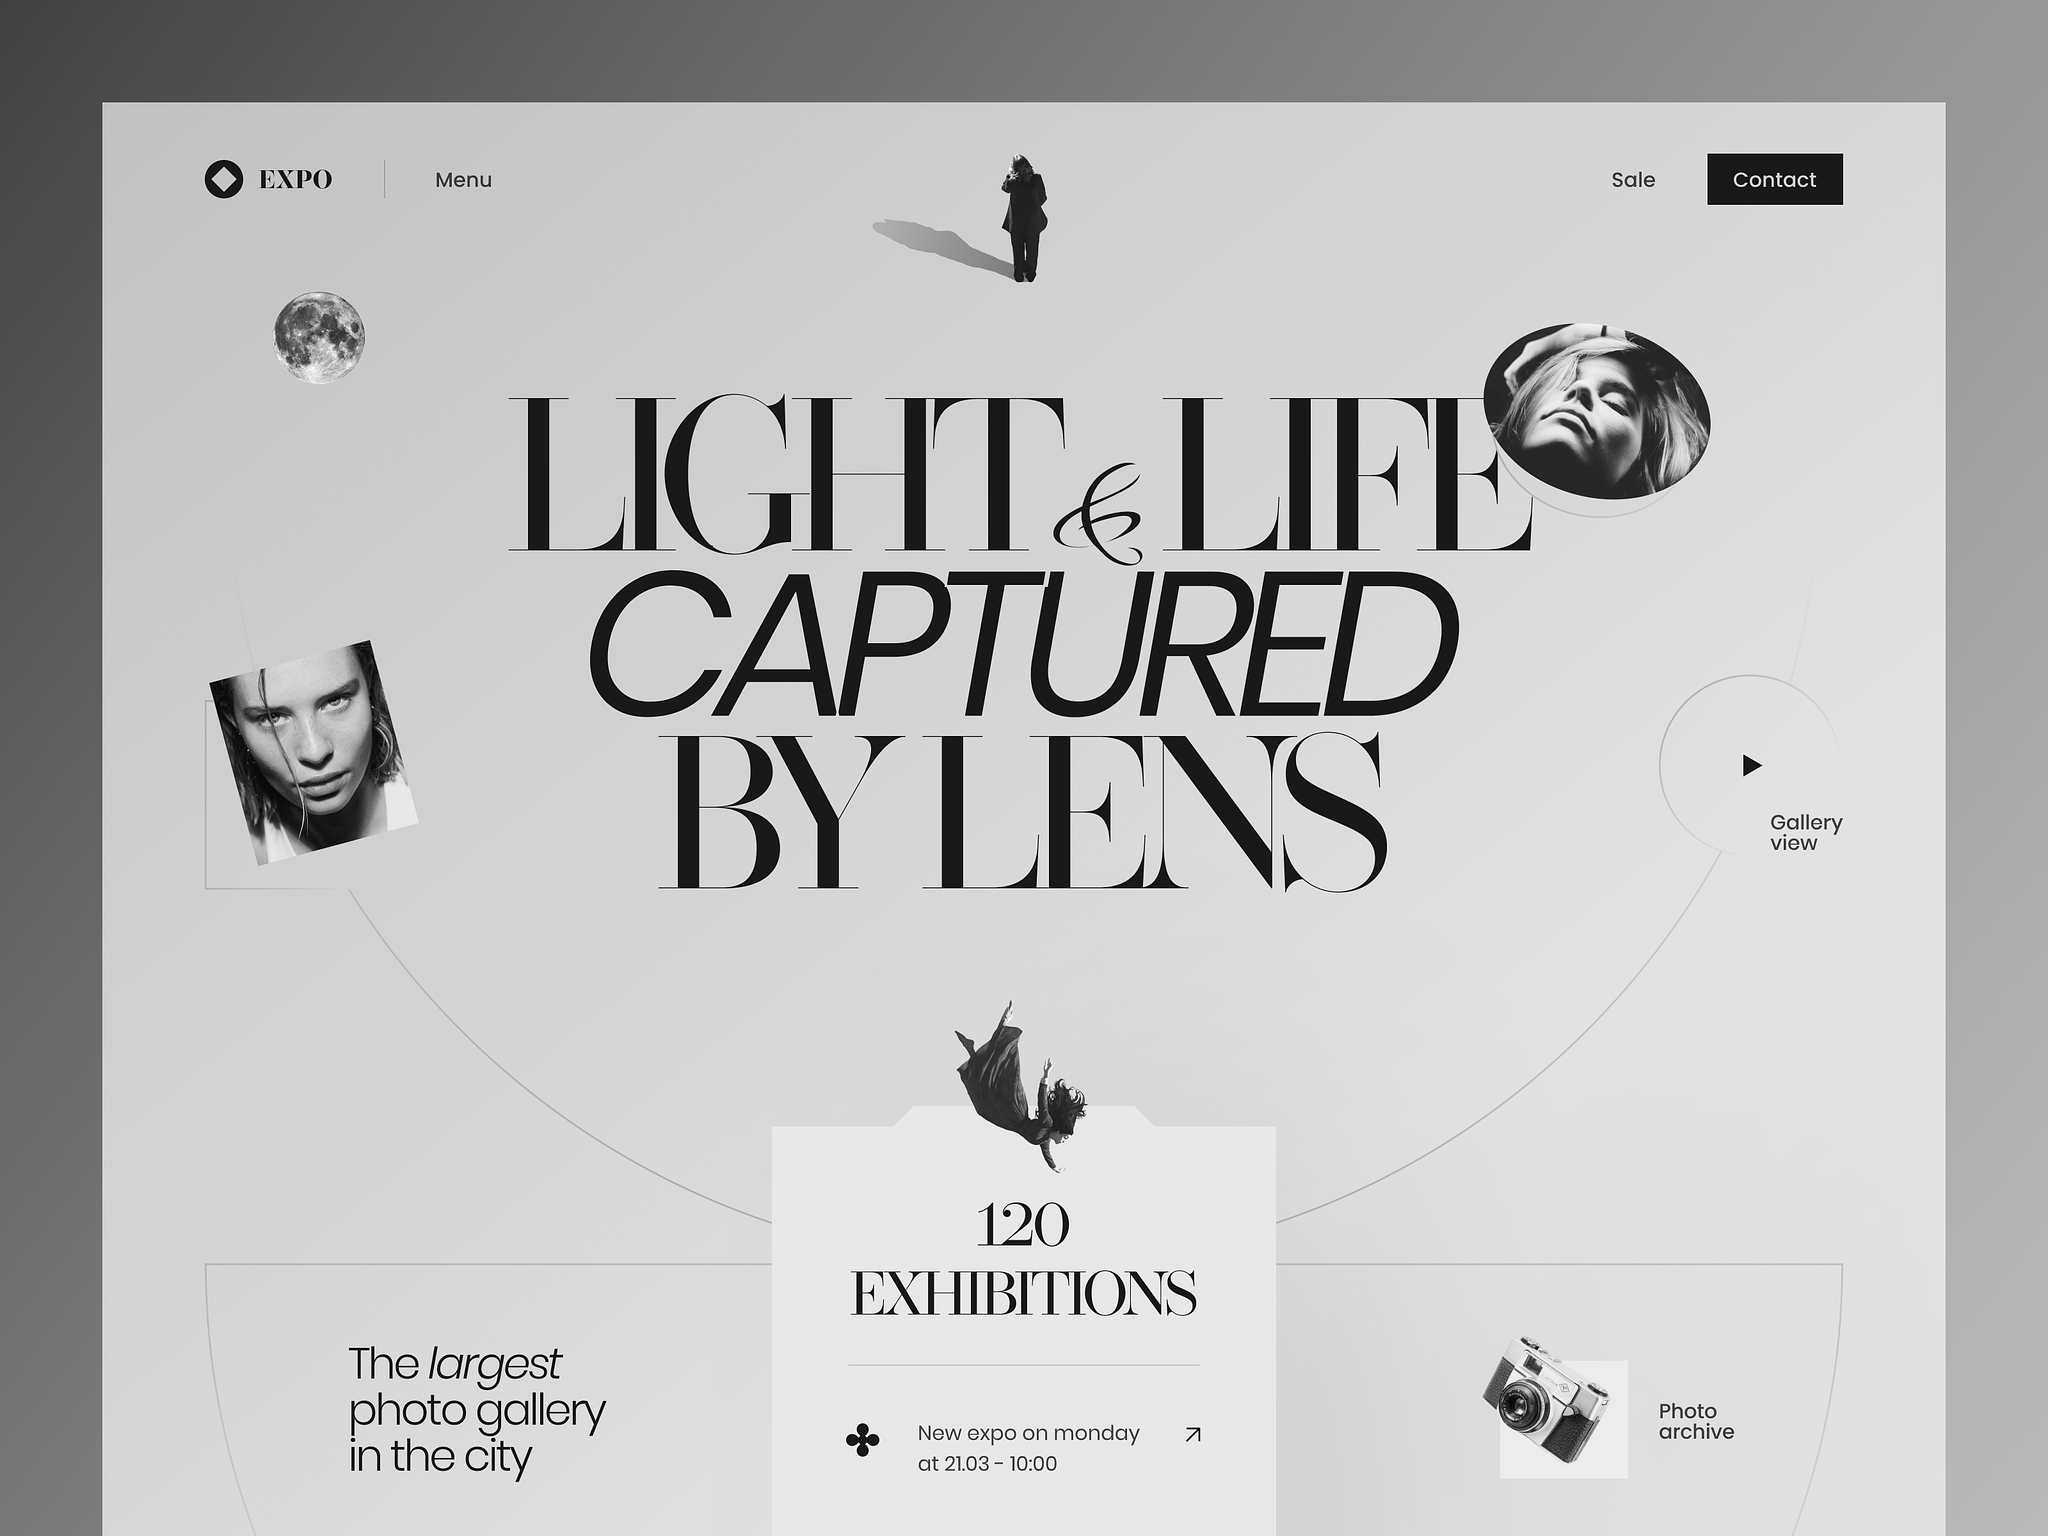 EXPO
Menu
Sale
Contact
LIGHT & LIFE
CAPTURED
BY LENS
Gallery
view
120
EXHIBITIONS
The largest
photo gallery
in the city
New expo on monday
at 21.03 - 10:00
Photo
archive